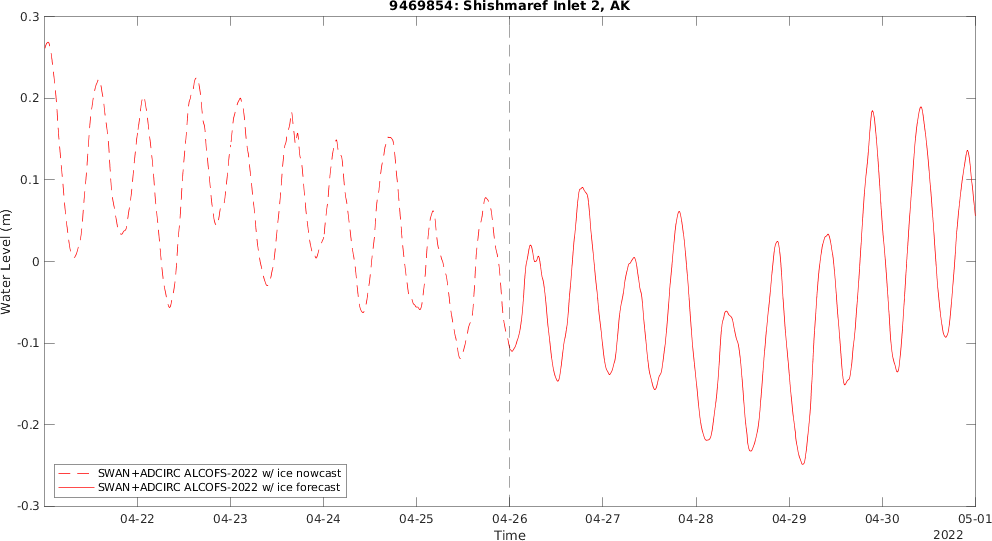 9469854: Shishmaref Inlet 2, AK
0.3
0.2
0.1
0
-0.1
-0.2
-0.3
Water Level (m)
SWAN+ADCIRC ALCOFS-2022 w/ ice nowcast
SWAN+ADCIRC ALCOFS-2022 w/ ice forecast
04-22 04-23 04-24 04-25 04-26 04-27 04-28 04-29 04-30 05-01
Time
2022